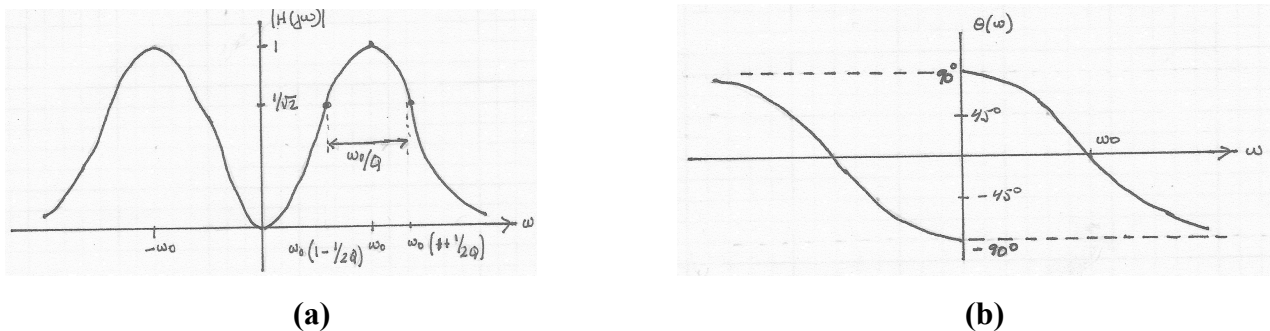 |H(jω)|
1
1/√2
ω0/Q
-ω0
ω0(1-1/2Q)
ω0
ω0(1+1/2Q)
ω
(a)
θ(ω)
90°
45°
ω0
ω
-45°
-90°
(b)